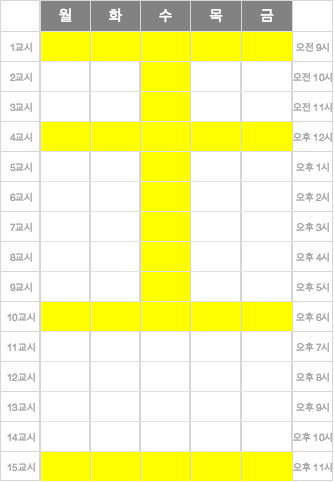 월 화 수 목 금
1교시 오전 9시
2교시 오전 10시
3교시 오전 11시
4교시 오후 12시
5교시 오후 1시
6교시 오후 2시
7교시 오후 3시
8교시 오후 4시
9교시 오후 5시
10교시 오후 6시
11교시 오후 7시
12교시 오후 8시
13교시 오후 9시
14교시 오후 10시
15교시 오후 11시